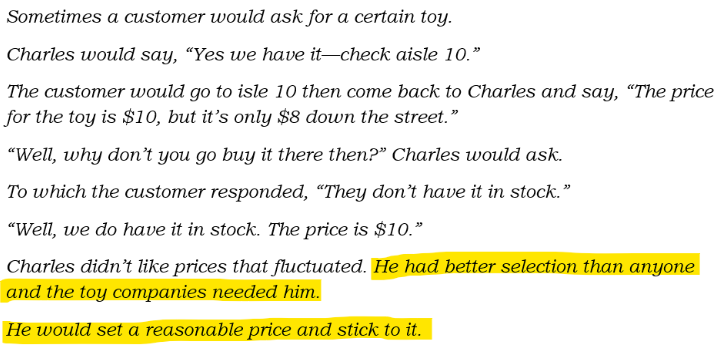 Sometimes a customer would ask for a certain toy.
Charles would say, “Yes we have it—check aisle 10.”
The customer would go to isle 10 then come back to Charles and say, “The price
for the toy is $10, but it’s only $8 down the street.”
“Well, why don’t you go buy it there then?” Charles would ask.
To which the customer responded, “They don’t have it in stock.”
“Well, we do have it in stock. The price is $10.”
Charles didn’t like prices that fluctuated. He had better selection than anyone
and the toy companies needed him.
He would set a reasonable price and stick to it.